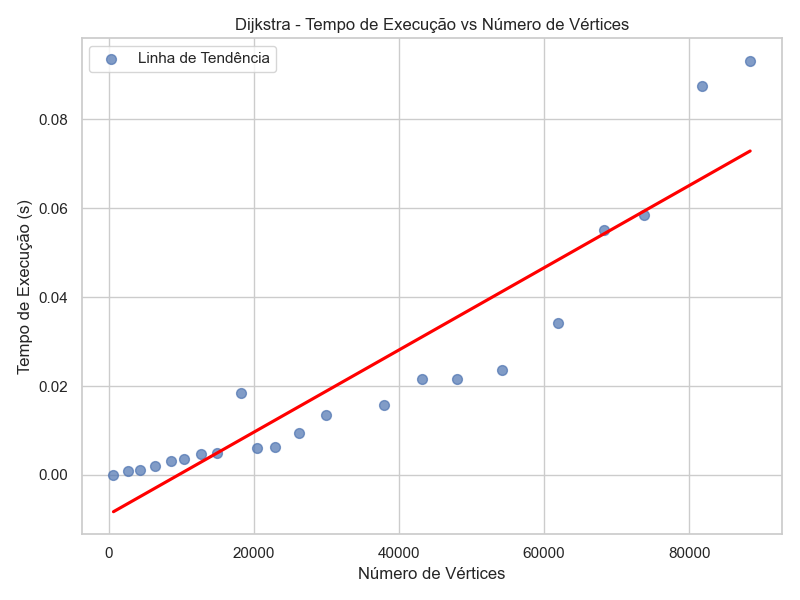 Dijkstra - Tempo de Execução vs Número de Vértices
Linha de Tendência
Tempo de Execução (s)
0.08
0.06
0.04
0.02
0.00
0 20000 40000 60000 80000
Número de Vértices